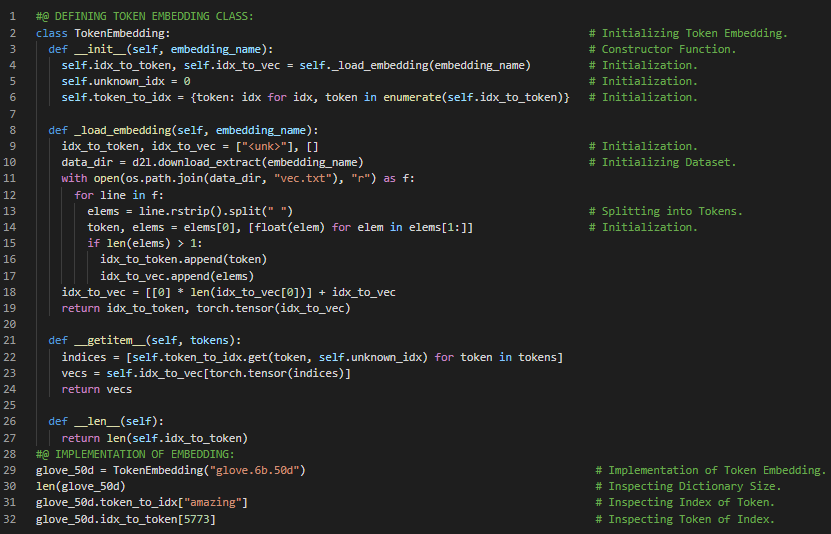 1 #@ DEFINING TOKEN EMBEDDING CLASS:
2 class TokenEmbedding: # Initializing Token Embedding.
3   def __init__(self, embedding_name): # Constructor Function.
4     self.idx_to_token, self.idx_to_vec = self._load_embedding(embedding_name) # Initialization.
5     self.unknown_idx = 0 # Initialization.
6     self.token_to_idx = {token: idx for idx, token in enumerate(self.idx_to_token)} # Initialization.
7
8   def _load_embedding(self, embedding_name):
9     idx_to_token, idx_to_vec = ["<unk>"], [] # Initialization.
10     data_dir = d2l.download_extract(embedding_name) # Initializing Dataset.
11     with open(os.path.join(data_dir, "vec.txt"), "r") as f:
12       for line in f:
13         elems = line.rstrip().split(" ") # Splitting into Tokens.
14         token, elems = elems[0], [float(elem) for elem in elems[1:]] # Initialization.
15         if len(elems) > 1:
16           idx_to_token.append(token)
17           idx_to_vec.append(elems)
18     idx_to_vec = [[0] * len(idx_to_vec[0])] + idx_to_vec
19     return idx_to_token, torch.tensor(idx_to_vec)
20
21   def __getitem__(self, tokens):
22     indices = [self.token_to_idx.get(token, self.unknown_idx) for token in tokens]
23     vecs = self.idx_to_vec[torch.tensor(indices)]
24     return vecs
25
26   def __len__(self):
27     return len(self.idx_to_token)
28 #@ IMPLEMENTATION OF EMBEDDING:
29 glove_50d = TokenEmbedding("glove.6b.50d") # Implementation of Token Embedding.
30 len(glove_50d) # Inspecting Dictionary Size.
31 glove_50d.token_to_idx["amazing"] # Inspecting Index of Token.
32 glove_50d.idx_to_token[5773] # Inspecting Token of Index.